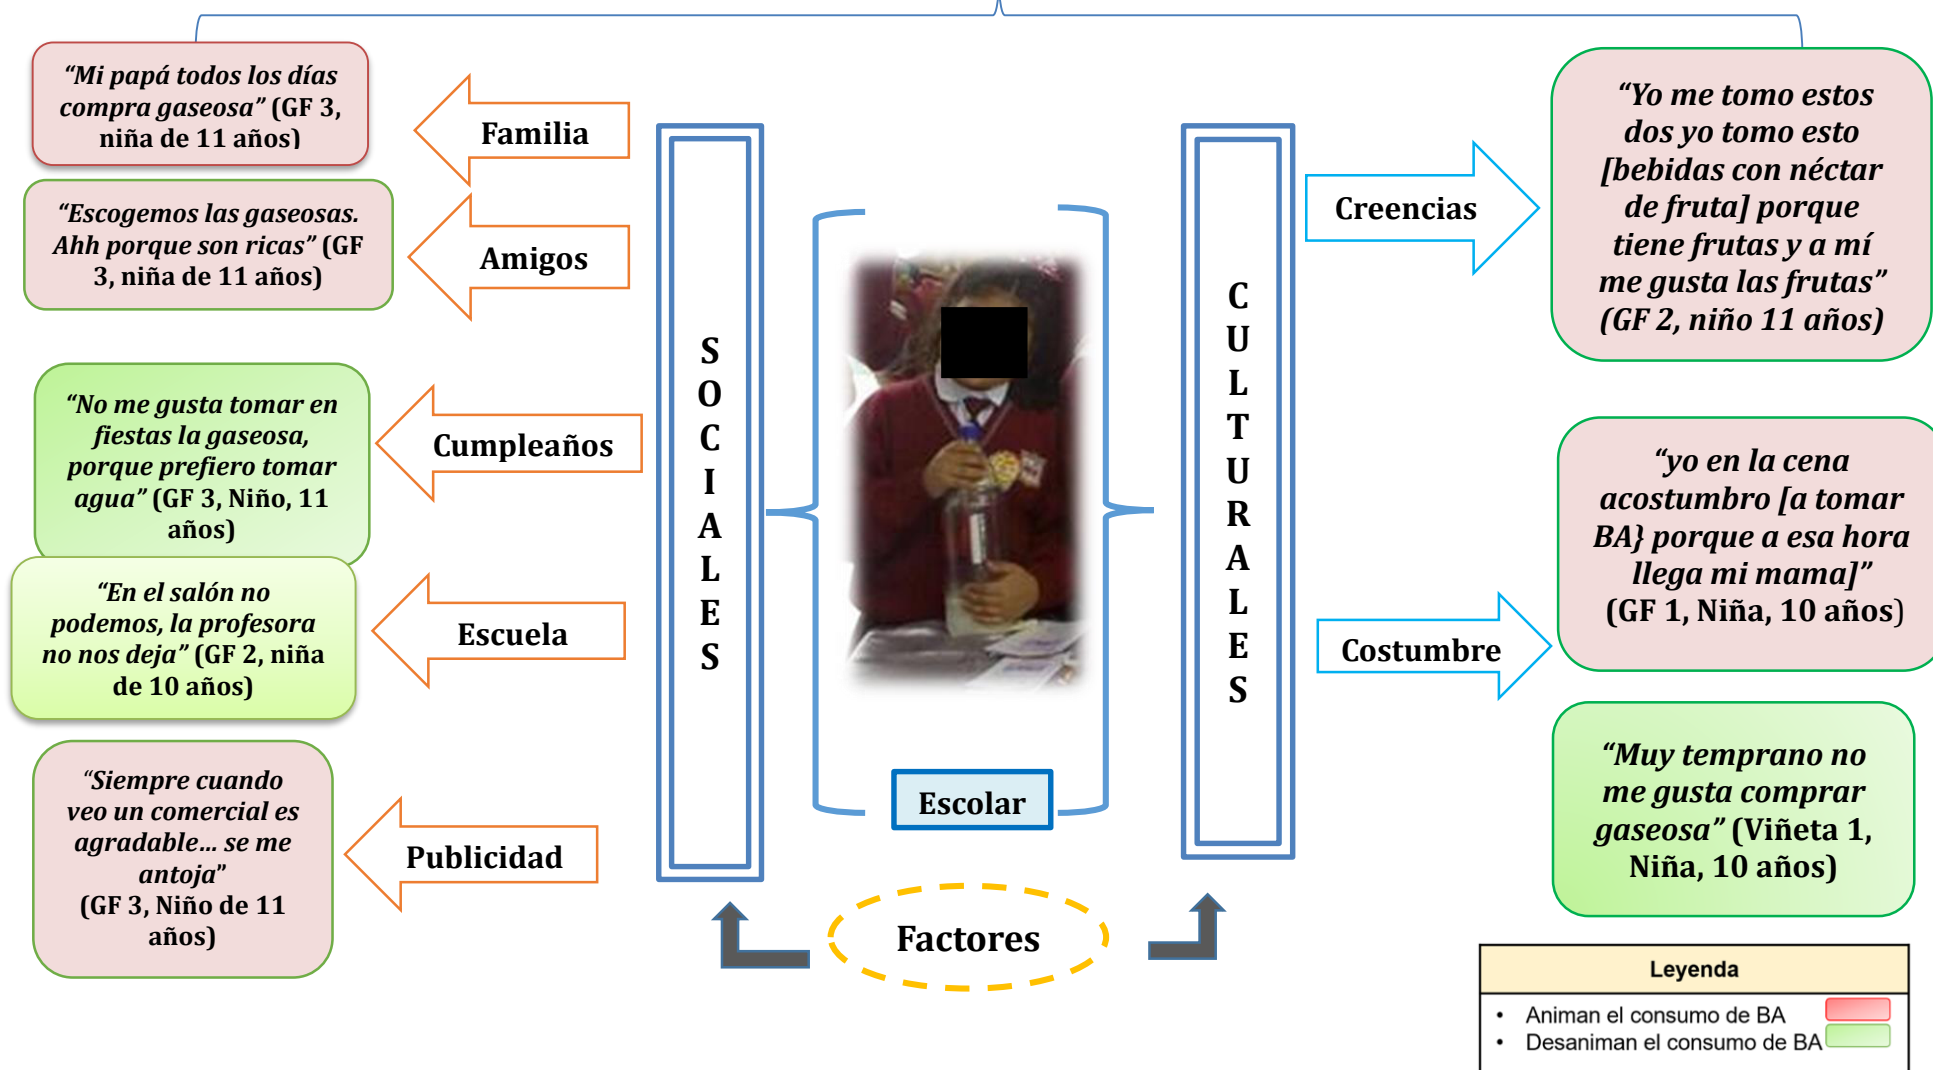 “Mi papá todos los días
compra gaseosa” (GF 3,
niña de 11 años)
“Escogemos las gaseosas.
Ahh porque son ricas” (GF
3, niña de 11 años)
“No me gusta tomar en
fiestas la gaseosa,
porque prefiero tomar
agua” (GF 3, Niño, 11
años)
“En el salón no
podemos, la profesora
no nos deja” (GF 2, niña
de 10 años)
“Siempre cuando
veo un comercial es
agradable... se me
antoja”
(GF 3, Niño de 11
años)
Familia
Amigos
Cumpleaños
Escuela
Publicidad
SOCIALES
Escolar
Factores
CULTURALES
Creencias
Costumbre
“Yo me tomo estos
dos yo tomo esto
[bebidas con néctar
de fruta] porque
tiene frutas y a mí
me gusta las frutas”
(GF 2, niño 11 años)
“yo en la cena
acostumbro [a tomar
BA} porque a esa hora
llega mi mama]”
(GF 1, Niña, 10 años)
“Muy temprano no
me gusta comprar
gaseosa” (Viñeta 1,
Niña, 10 años)
Leyenda
• Animan el consumo de BA
• Desaniman el consumo de BA